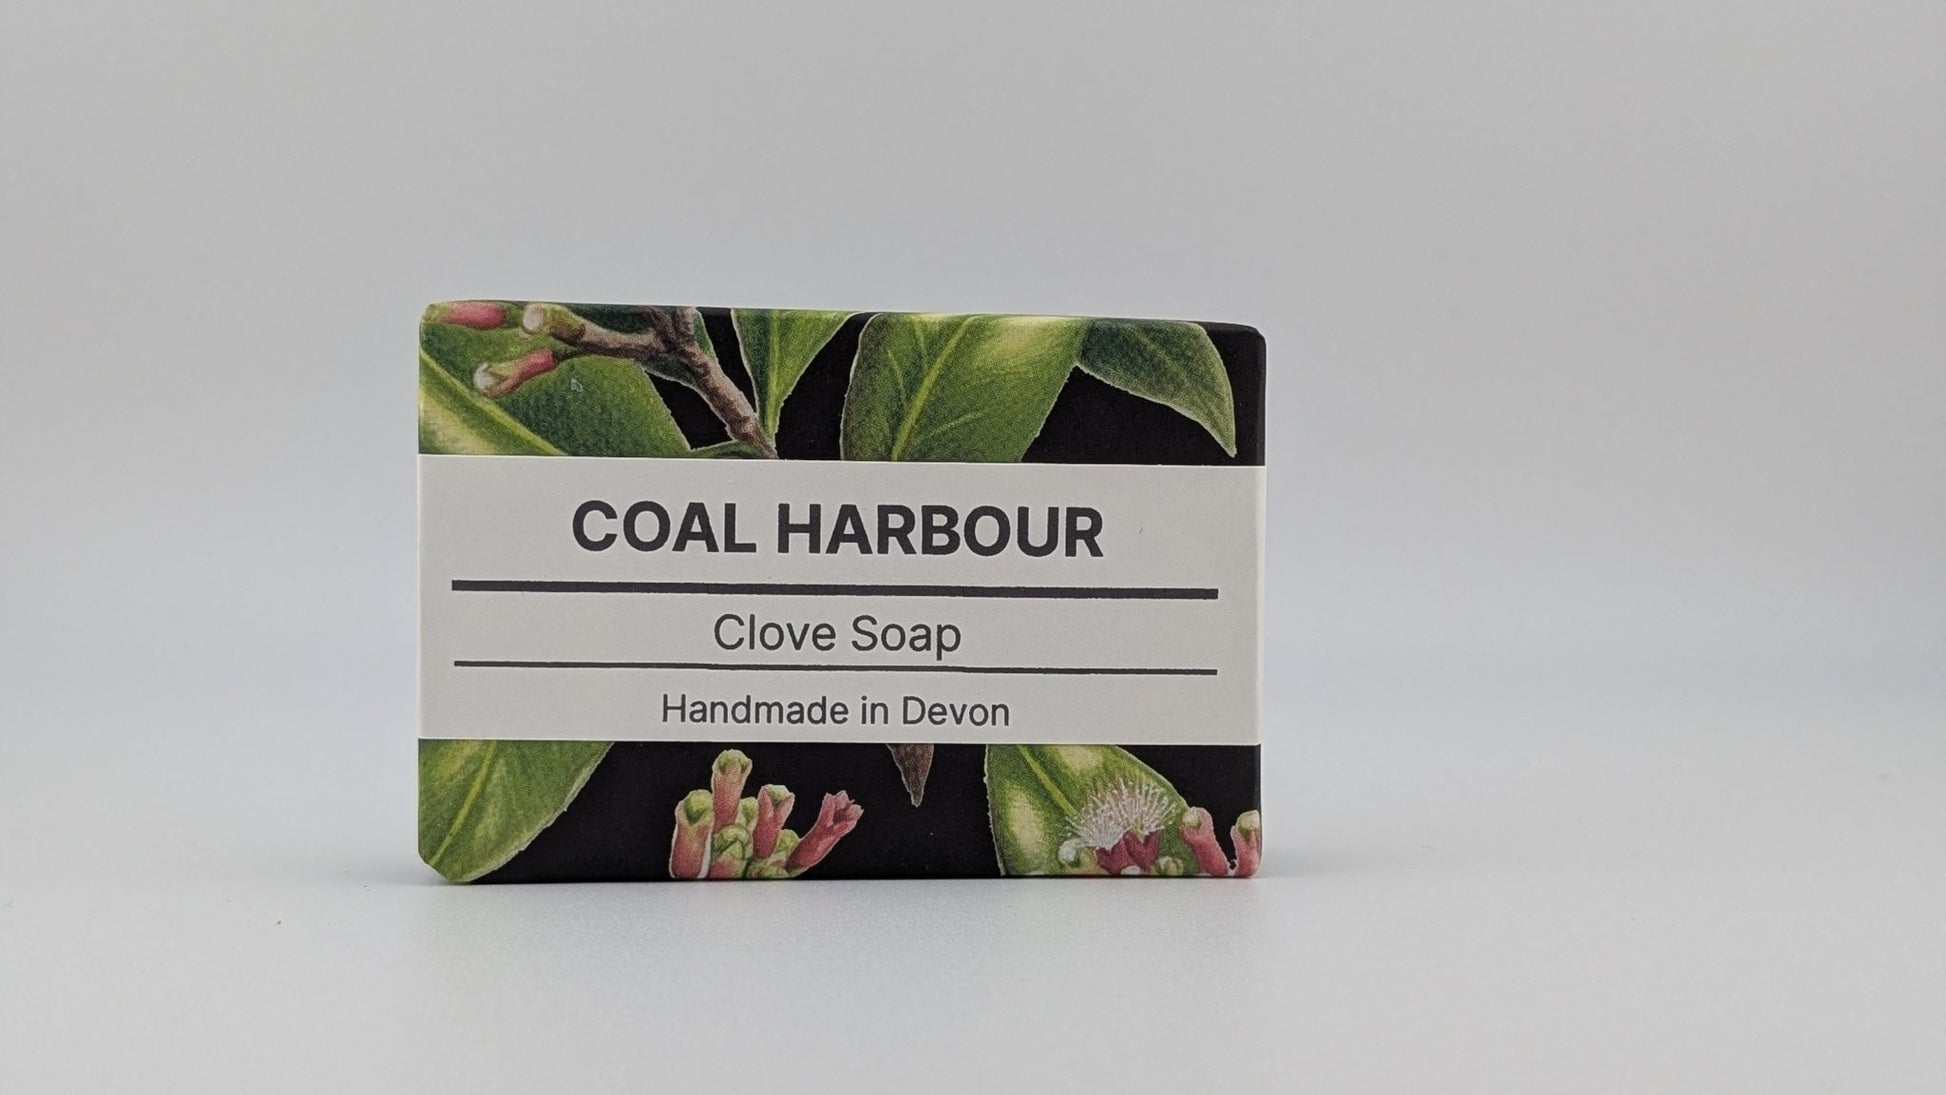 COAL HARBOUR
Clove Soap
Handmade in Devon